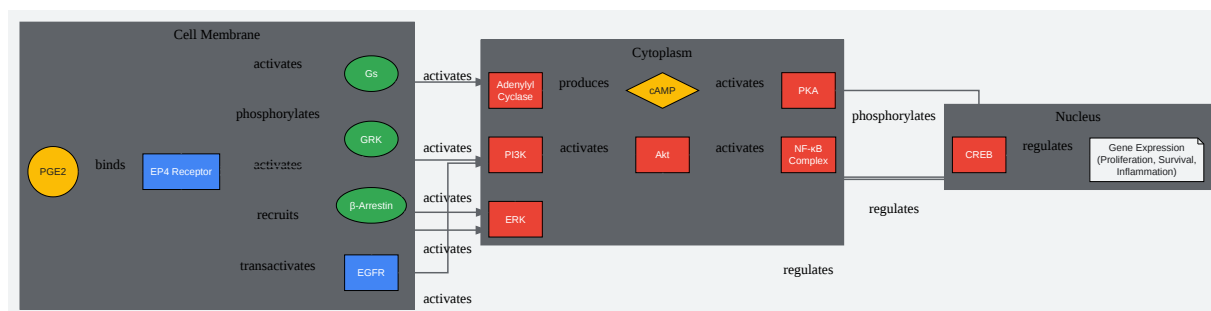 Cell Membrane
activates
Gs
phosphorylates
GRK
PGE2
binds
EP4 Receptor
activates
recruits
β-Arrestin
transactivates
EGFR
activates
activates
activates
activates
activates
Cytoplasm
Adenylyl
Cyclase
produces
cAMP
activates
PKA
PI3K
activates
Akt
activates
NF-κB
Complex
ERK
phosphorylates
regulates
regulates
Nucleus
CREB
regulates
Gene Expression
(Proliferation, Survival,
Inflammation)